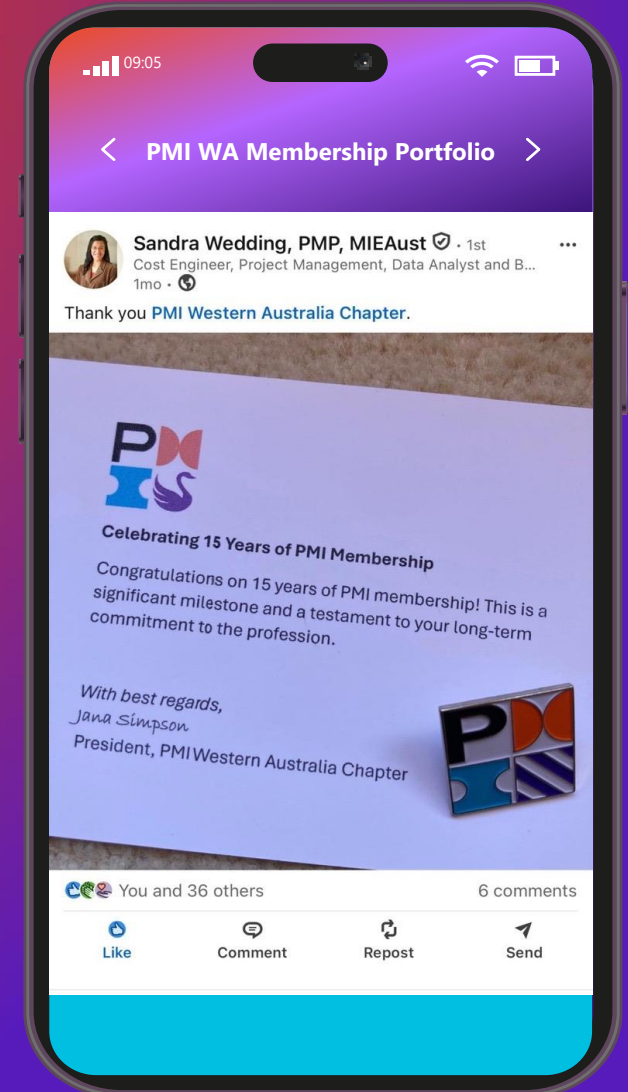 09:05
PMI WA Membership Portfolio
Sandra Wedding, PMP, MIEAust · 1st
Cost Engineer, Project Management, Data Analyst and B...
1mo ·
Thank you PMI Western Australia Chapter.
PM
I
Celebrating 15 Years of PMI Membership
Congratulations on 15 years of PMI membership! This is a
significant milestone and a testament to your long-term
commitment to the profession.
With best regards,
Jana Simpson
President, PMI Western Australia Chapter
PM
I
You and 36 others
6 comments
Like
Comment
Repost
Send